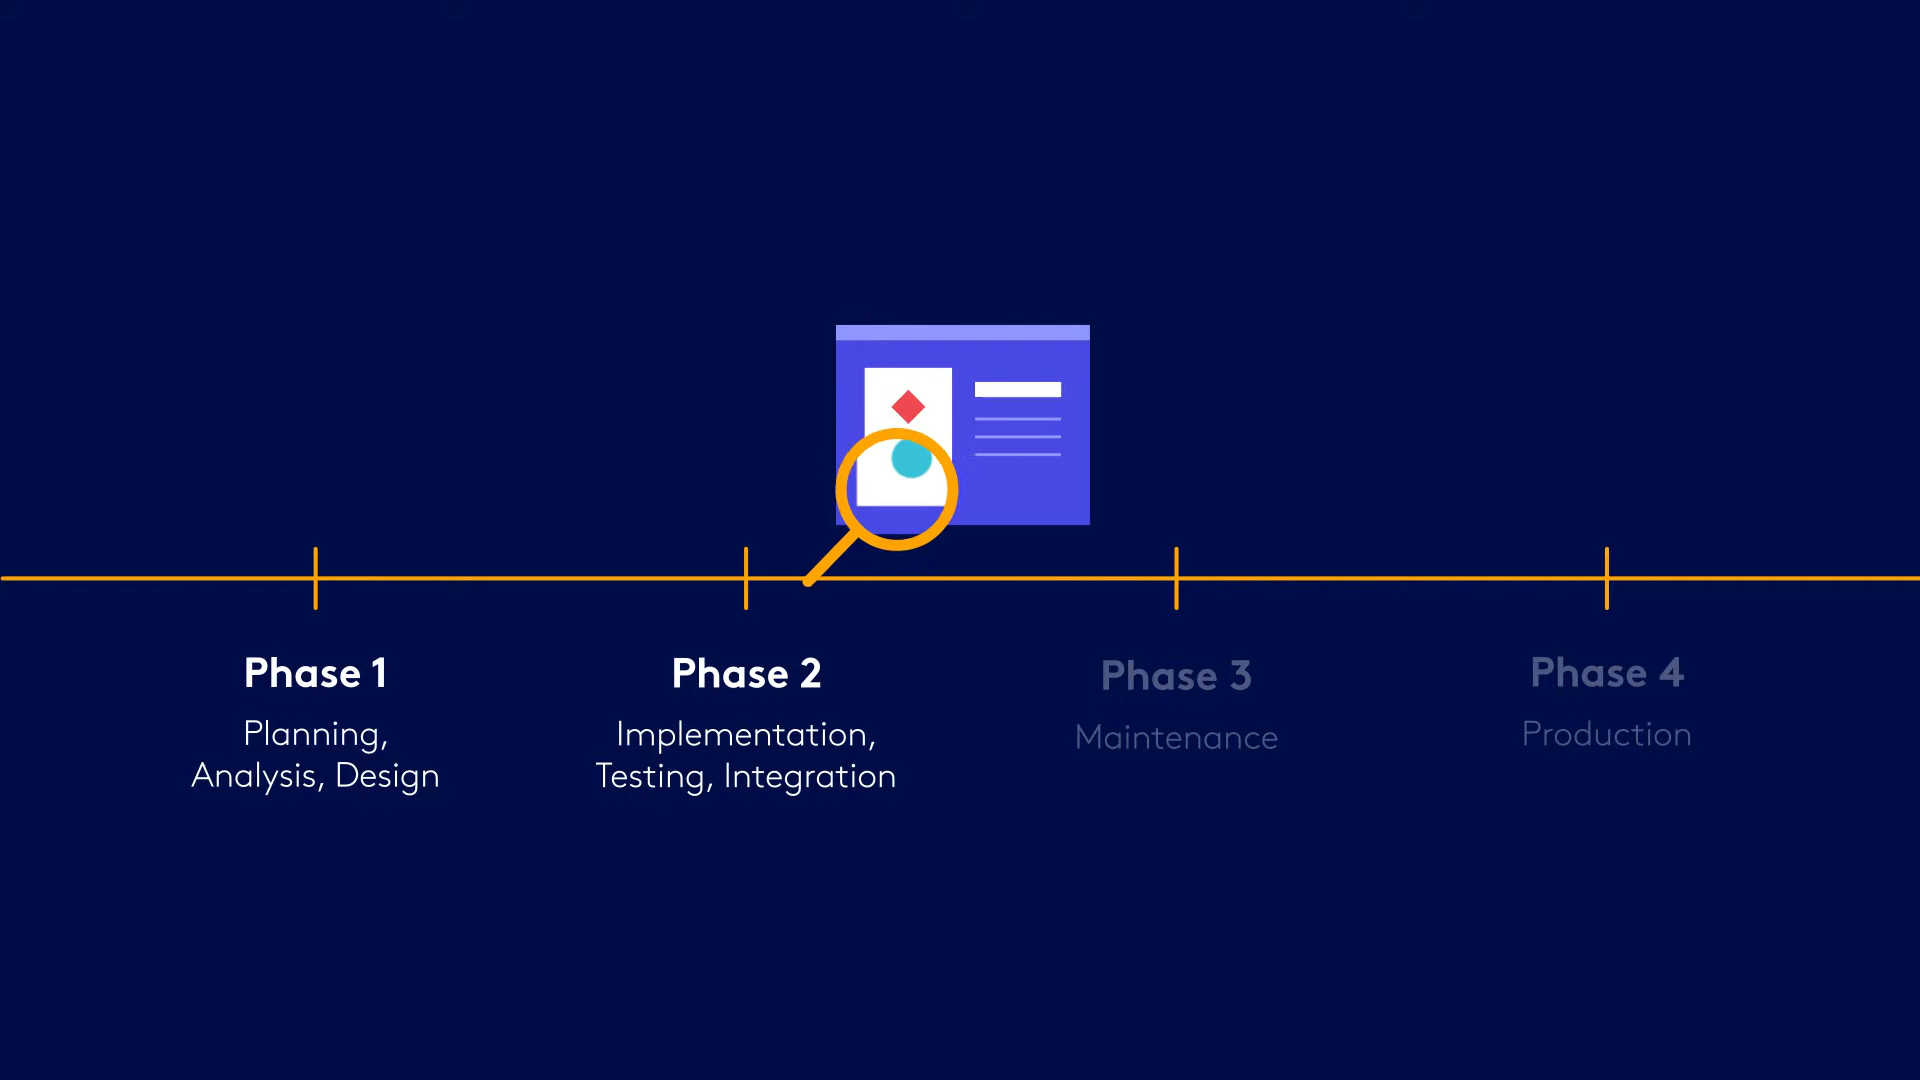 Phase 1
Planning,
Analysis, Design
Phase 2
Implementation,
Testing, Integration
Phase 3
Maintenance
Phase 4
Production